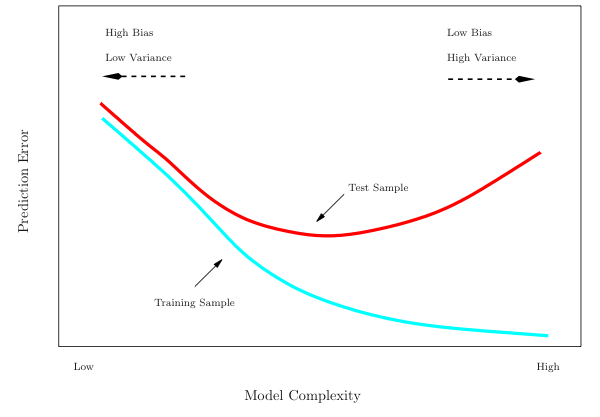 High Bias
Low Variance
Low Bias
High Variance
Prediction Error
Test Sample
Training Sample
Low
High
Model Complexity